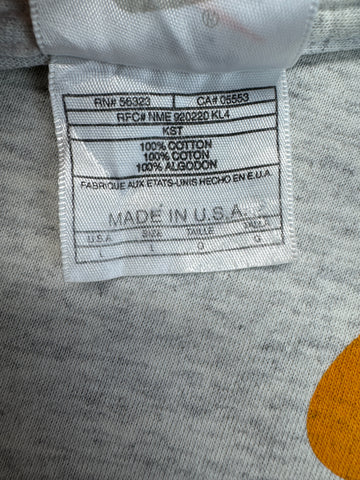 ®
RN# 56323 CA# 05553
RFC# NME 920220 KL4
KST
100% COTTON
100% COTON
100% ALGODON
FABRIQUE AUX ETATS-UNIS HECHO EN E.U.A.
MADE IN U.S.A.
U.S.A. SIZE TAILLE TALLE
L L G G